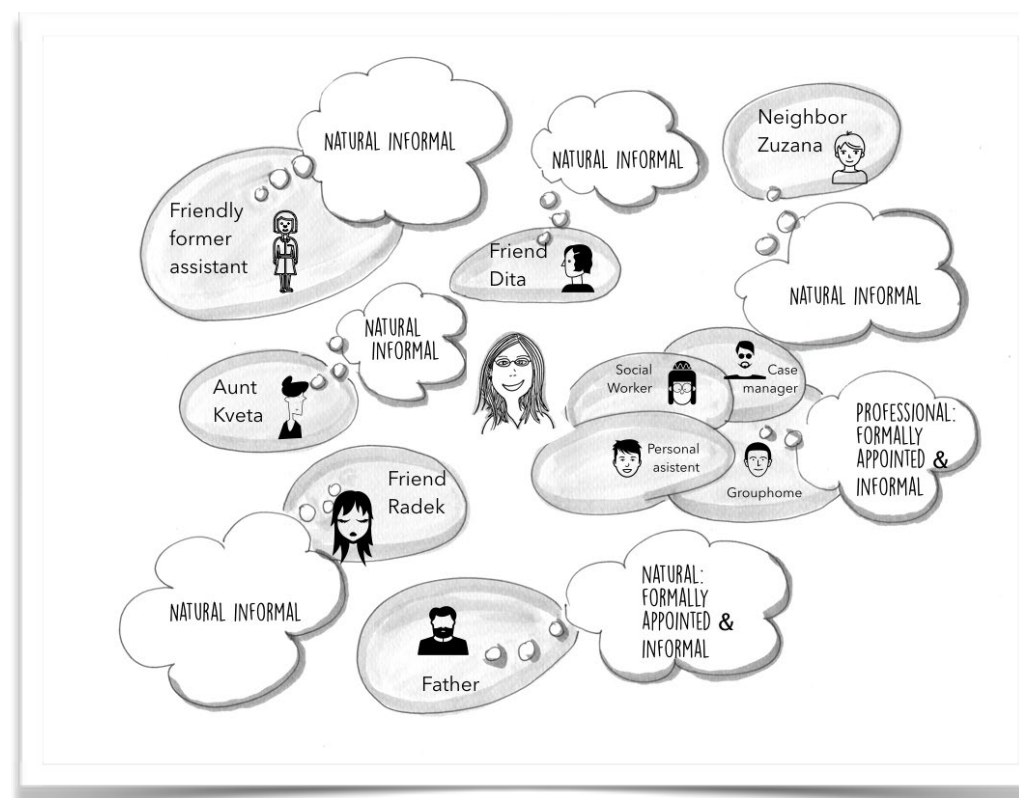 NATURAL INFORMAL
Friendly
former
assistant
NATURAL INFORMAL
Friend
Dita
Neighbor
Zuzana
NATURAL INFORMAL
NATURAL
INFORMAL
Aunt
Kveta
Social
Worker
Case
manager
Personal
asistent
Grouphome
PROFESSIONAL:
FORMALLY
APPOINTED &
INFORMAL
Friend
Radek
NATURAL INFORMAL
Father
NATURAL:
FORMALLY
APPOINTED &
INFORMAL